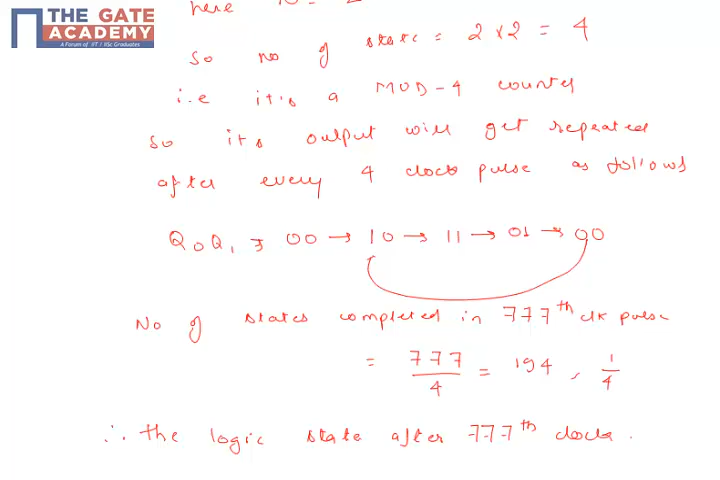 THE GATE
ACADEMY
A Forum of IIT / IISc Graduates
here
So no of state = 2 × 2 = 4
i.e it's a MOD-4 counter
so its output will get repeated
after every 4 clock pulse as follows
Q0Q1 ⇒ 00 → 10 → 11 → 01 → 00
No of states completed in 777th clk pulse
= 777/4 = 194, 1/4
∴ the logic state after 777th clock.